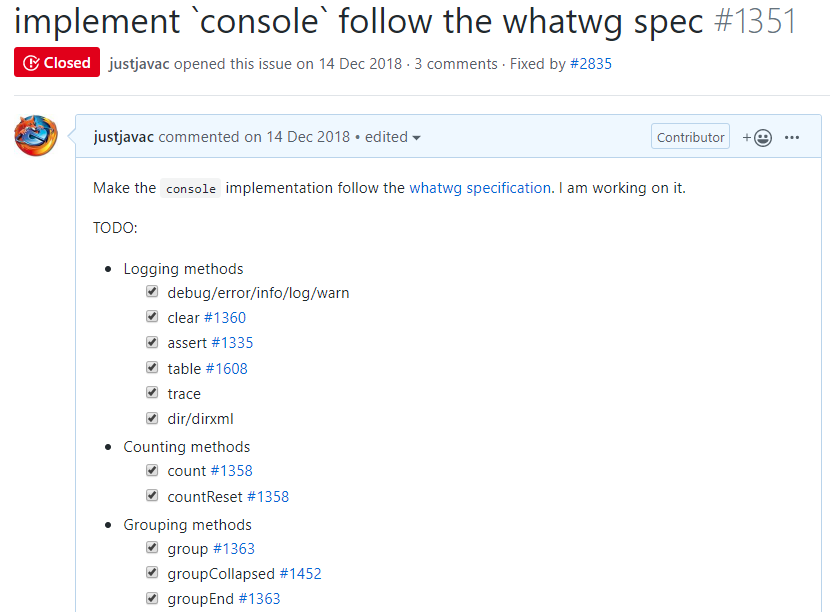 implement `console` follow the whatwg spec #1351
Closed justjavac opened this issue on 14 Dec 2018 · 3 comments · Fixed by #2835
justjavac commented on 14 Dec 2018 • edited Contributor
Make the console implementation follow the whatwg specification. I am working on it.
TODO:
Logging methods
debug/error/info/log/warn
clear #1360
assert #1335
table #1608
trace
dir/dirxml
Counting methods
count #1358
countReset #1358
Grouping methods
group #1363
groupCollapsed #1452
groupEnd #1363